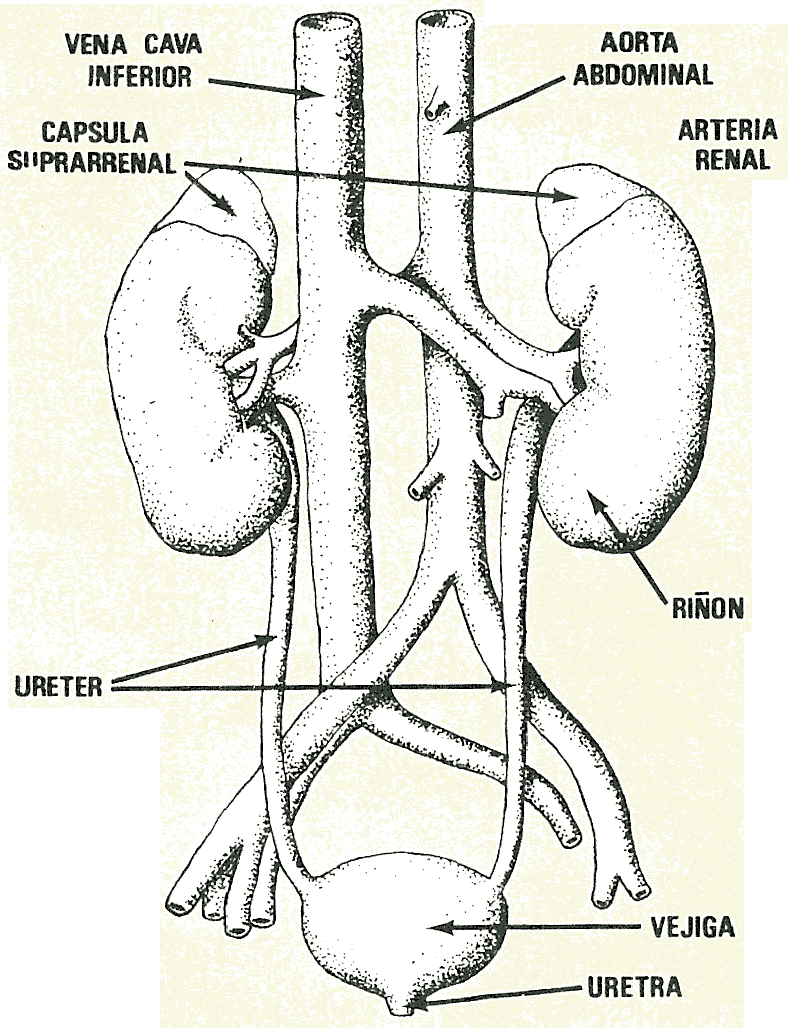 VENA CAVA
INFERIOR
AORTA
ABDOMINAL
CAPSULA
SUPRARRENAL
ARTERIA
RENAL
RIÑON
URETER
VEJIGA
URETRA